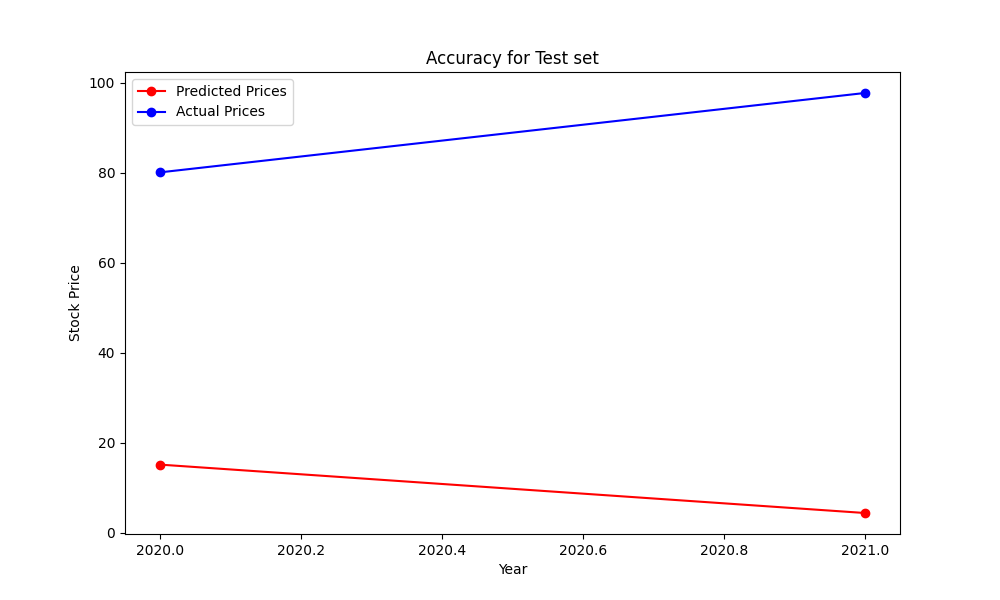 Accuracy for Test set
Predicted Prices
Actual Prices
100
80
60
40
20
0
Stock Price
2020.0 2020.2 2020.4 2020.6 2020.8 2021.0
Year